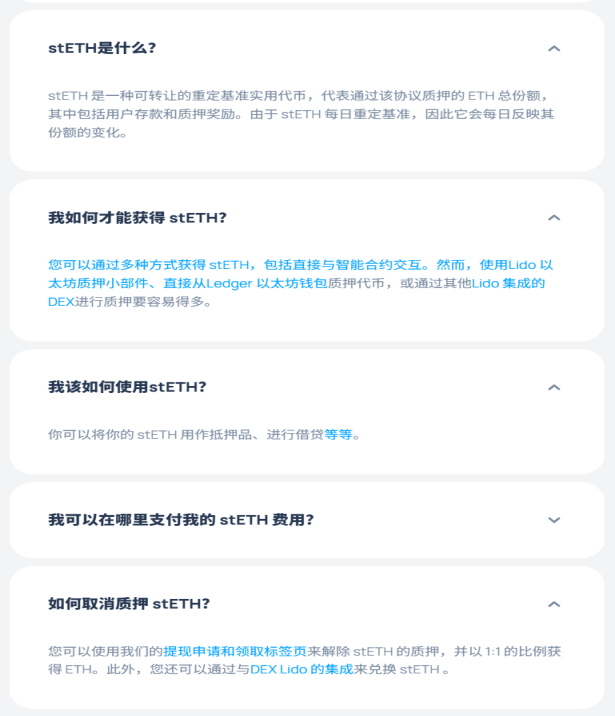 stETH是什么?
stETH 是一种可转让的重定基准实用代币，代表通过该协议质押的 ETH 总份额，
其中包括用户存款和质押奖励。由于 stETH 每日重定基准，因此它会每日反映其
份额的变化。
我如何才能获得 stETH?
您可以通过多种方式获得 stETH，包括直接与智能合约交互。然而，使用Lido 以
太坊质押小部件、直接从Ledger 以太坊钱包质押代币，或通过其他Lido 集成的
DEX进行质押要容易得多。
我该如何使用stETH?
你可以将你的 stETH 用作抵押品、进行借贷等等。
我可以在哪里支付我的 stETH 费用?
如何取消质押 stETH?
您可以使用我们的提现申请和领取标签页来解除 stETH 的质押，并以 1:1 的比例获
得 ETH。此外，您还可以通过与DEX Lido 的集成来兑换 stETH 。